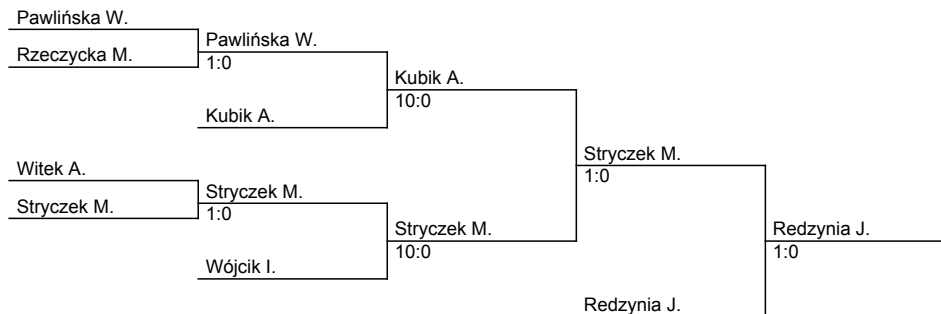 Pawlińska W.
Rzeczycka M.
Pawlińska W.
1:0
Kubik A.
Kubik A.
10:0
Witek A.
Stryczek M.
Stryczek M.
1:0
Wójcik I.
Stryczek M.
10:0
Stryczek M.
1:0
Redzynia J.
Redzynia J.
1:0